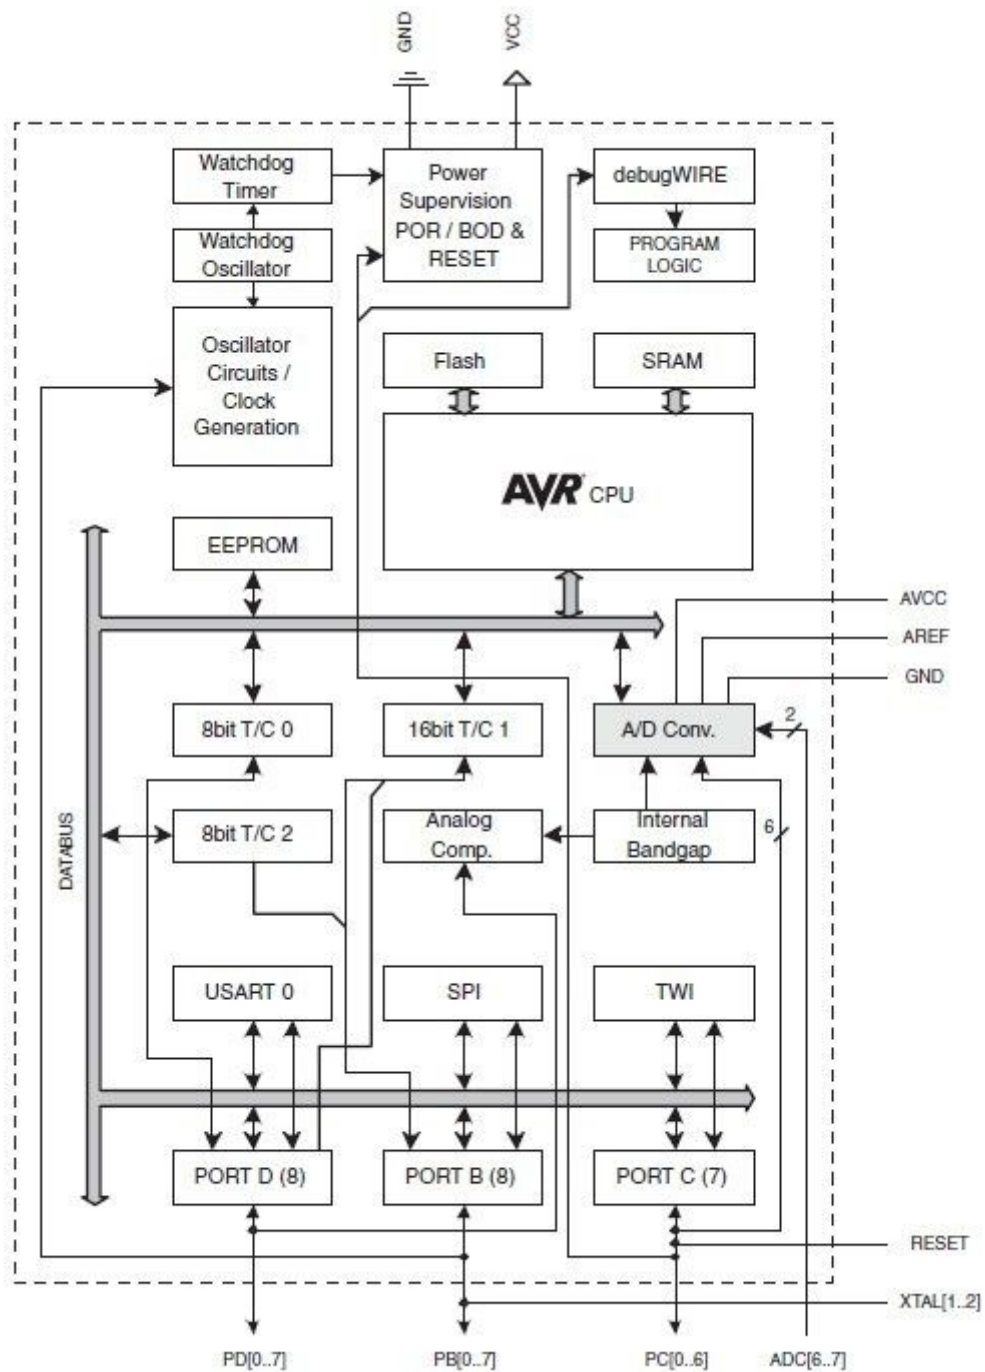 GND
VCC
Watchdog
Timer
Power
Supervision
POR / BOD &
RESET
debugWIRE
Watchdog
Oscillator
PROGRAM
LOGIC
Oscillator
Circuits /
Clock
Generation
Flash
SRAM
AVR CPU
EEPROM
AVCC
AREF
GND
8bit T/C 0
16bit T/C 1
A/D Conv.
2
DATABUS
8bit T/C 2
Analog
Comp.
Internal
Bandgap
6
USART 0
SPI
TWI
PORT D (8)
PORT B (8)
PORT C (7)
RESET
XTAL[1..2]
PD[0..7]
PB[0..7]
PC[0..6]
ADC[6..7]